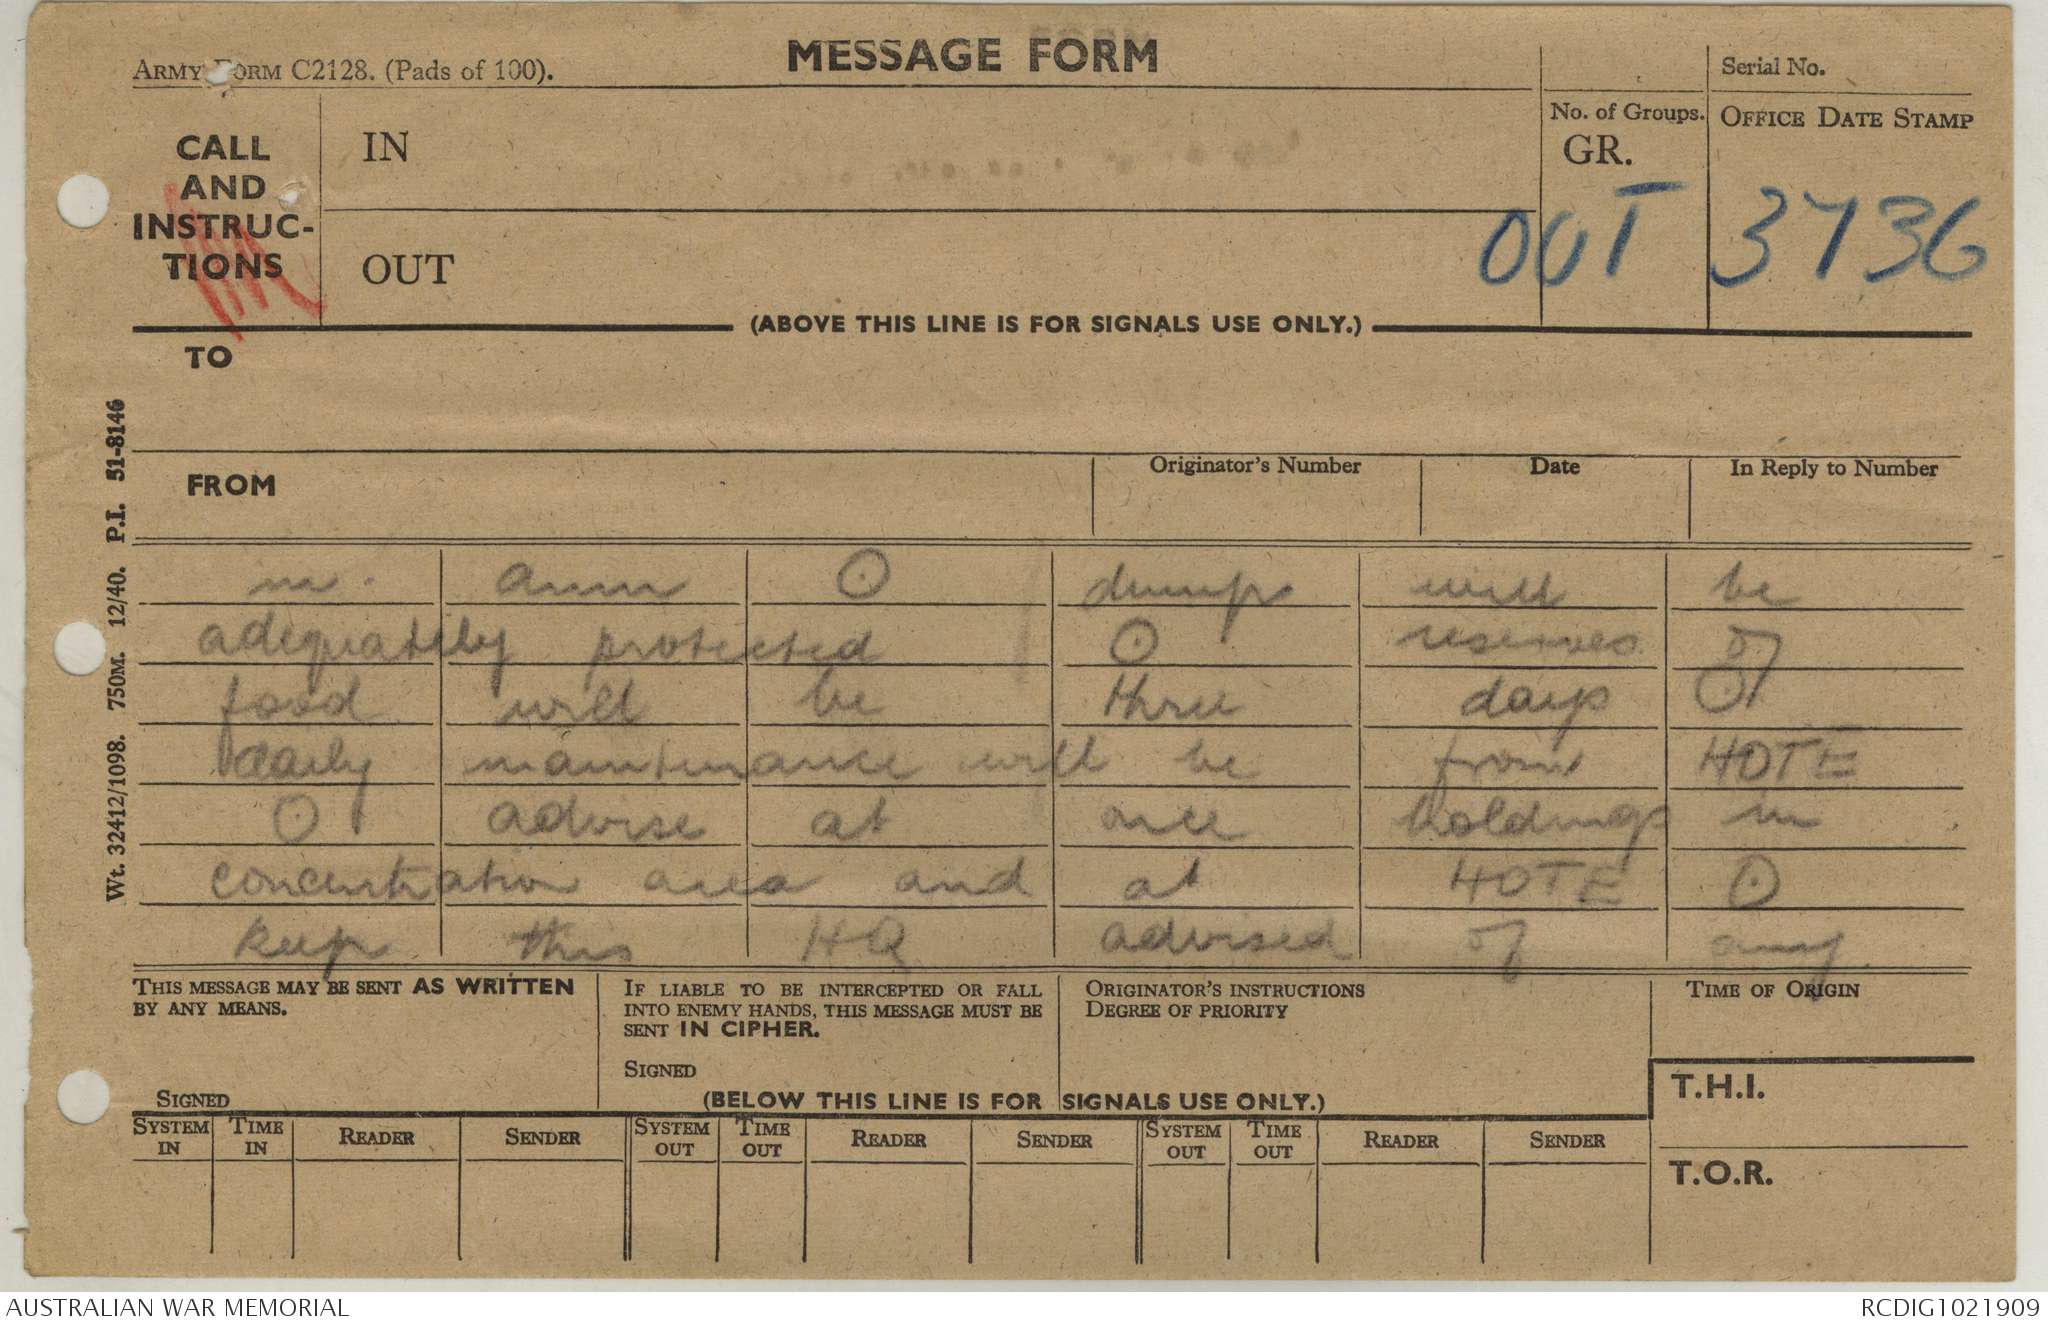 MESSAGE FORM
ARMY FORM C2128. (Pads of 100).
Serial No.
CALL AND INSTRUC-TIONS
IN
No. of Groups.
GR.
OFFICE DATE STAMP
OUT
OUT 3736
(ABOVE THIS LINE IS FOR SIGNALS USE ONLY.)
TO
FROM
Originator's Number
Date
In Reply to Number
Wt. 32412/1098. 750M. 12/40. P.I. 51-8146
amn ⊙ dumps will be
adequately protected ⊙ reserves of
food will be three days ⊙
daily maintenance will be from HOTE
⊙ advise at once holdings in
concentration area and at HOTE ⊙
keep this HQ advised of any
THIS MESSAGE MAY BE SENT AS WRITTEN
BY ANY MEANS.
SIGNED
IF LIABLE TO BE INTERCEPTED OR FALL
INTO ENEMY HANDS, THIS MESSAGE MUST BE
SENT IN CIPHER.
SIGNED
ORIGINATOR'S INSTRUCTIONS
DEGREE OF PRIORITY
TIME OF ORIGIN
(BELOW THIS LINE IS FOR SIGNALS USE ONLY.)
T.H.I.
SYSTEM IN TIME IN READER SENDER SYSTEM OUT TIME OUT READER SENDER SYSTEM OUT TIME OUT READER SENDER
T.O.R.
AUSTRALIAN WAR MEMORIAL
RCDIG1021909